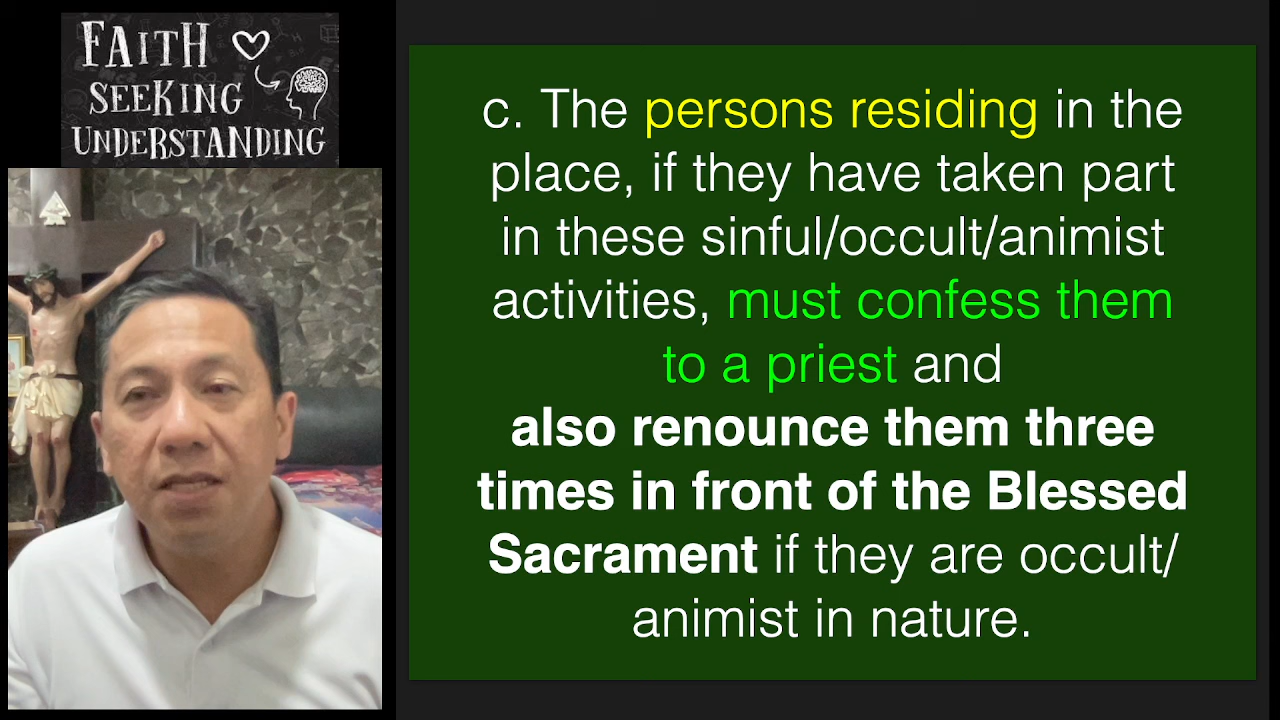 FAITH
SEEKING
UNDERSTANDING
c. The persons residing in the
place, if they have taken part
in these sinful/occult/animist
activities, must confess them
to a priest and
also renounce them three
times in front of the Blessed
Sacrament if they are occult/
animist in nature.